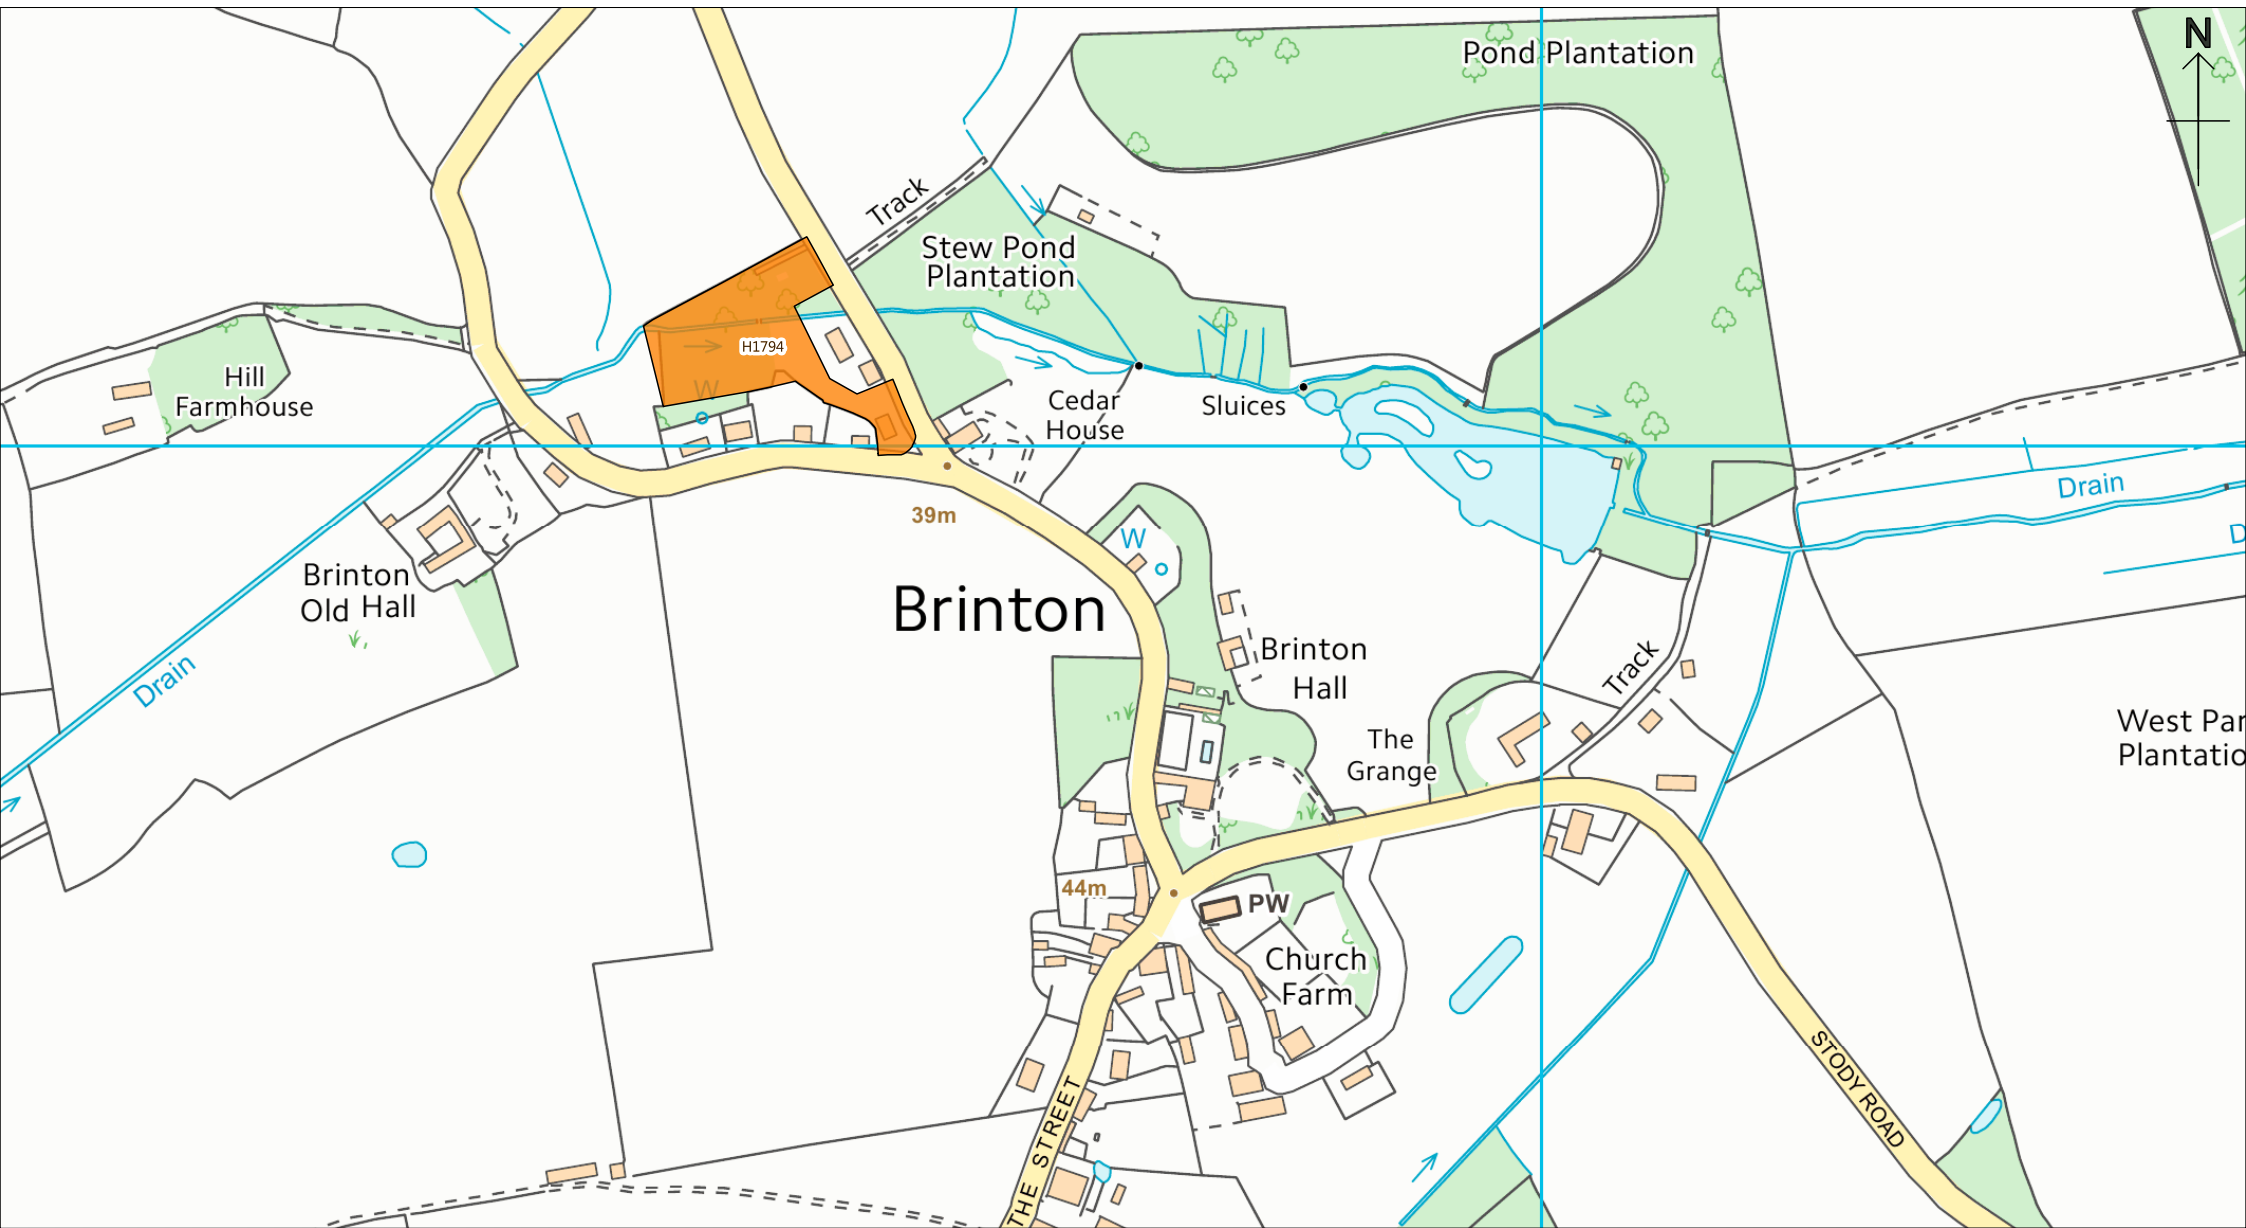 N
Pond Plantation
Track
Stew Pond
Plantation
H1794
W
Hill
Farmhouse
Cedar
House
Sluices
Drain
D
39m
W
Brinton
Old Hall
Brinton
Drain
Brinton
Hall
Track
The
Grange
West Par
Plantatio
44m
PW
Church
Farm
THE STREET
STODY ROAD